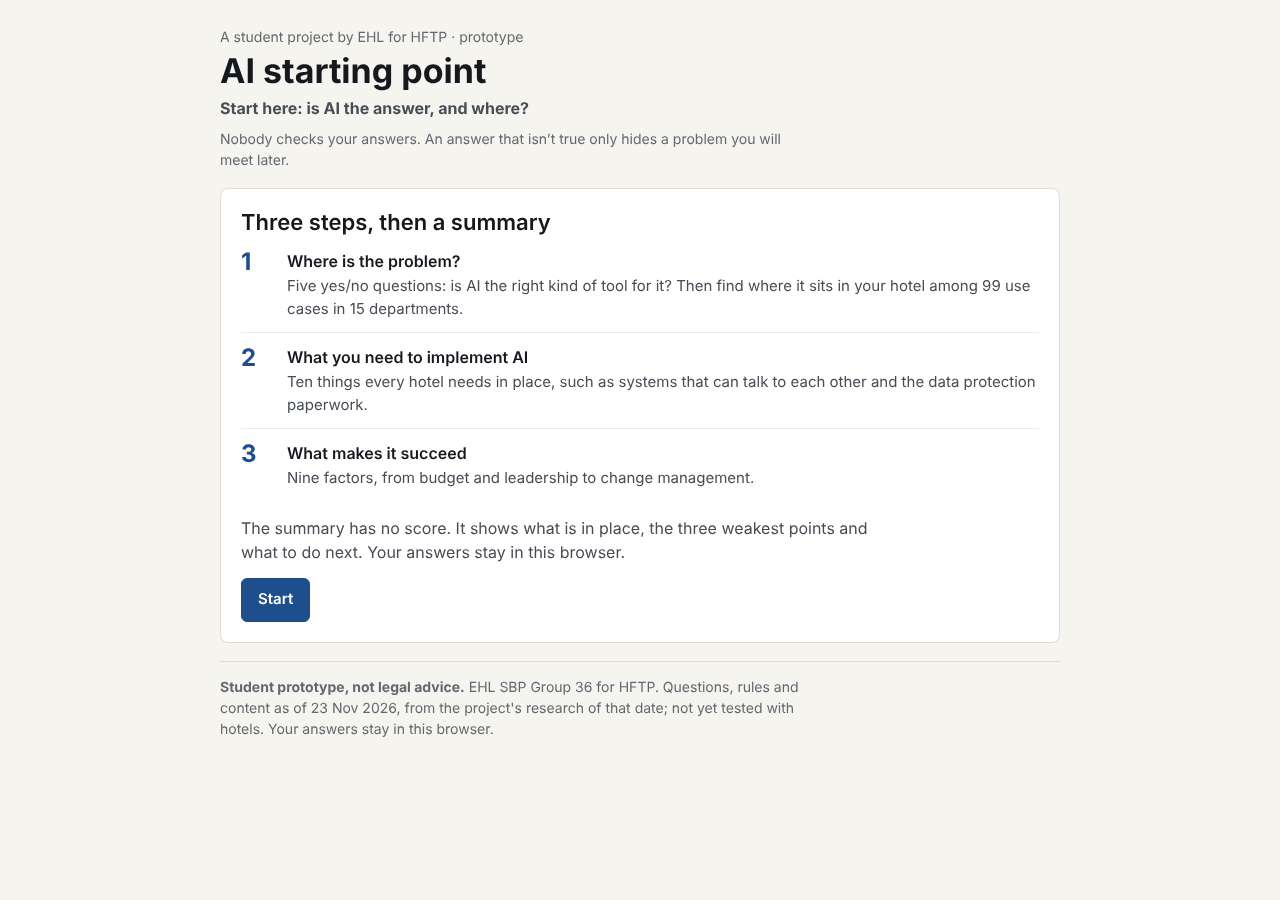 A student project by EHL for HFTP · prototype
AI starting point
Start here: is AI the answer, and where?
Nobody checks your answers. An answer that isn’t true only hides a problem you will
meet later.
Three steps, then a summary
1
Where is the problem?
Five yes/no questions: is AI the right kind of tool for it? Then find where it sits in your hotel among 99 use
cases in 15 departments.
2
What you need to implement AI
Ten things every hotel needs in place, such as systems that can talk to each other and the data protection
paperwork.
3
What makes it succeed
Nine factors, from budget and leadership to change management.
The summary has no score. It shows what is in place, the three weakest points and
what to do next. Your answers stay in this browser.
Start
Student prototype, not legal advice. EHL SBP Group 36 for HFTP. Questions, rules and
content as of 23 Nov 2026, from the project's research of that date; not yet tested with
hotels. Your answers stay in this browser.